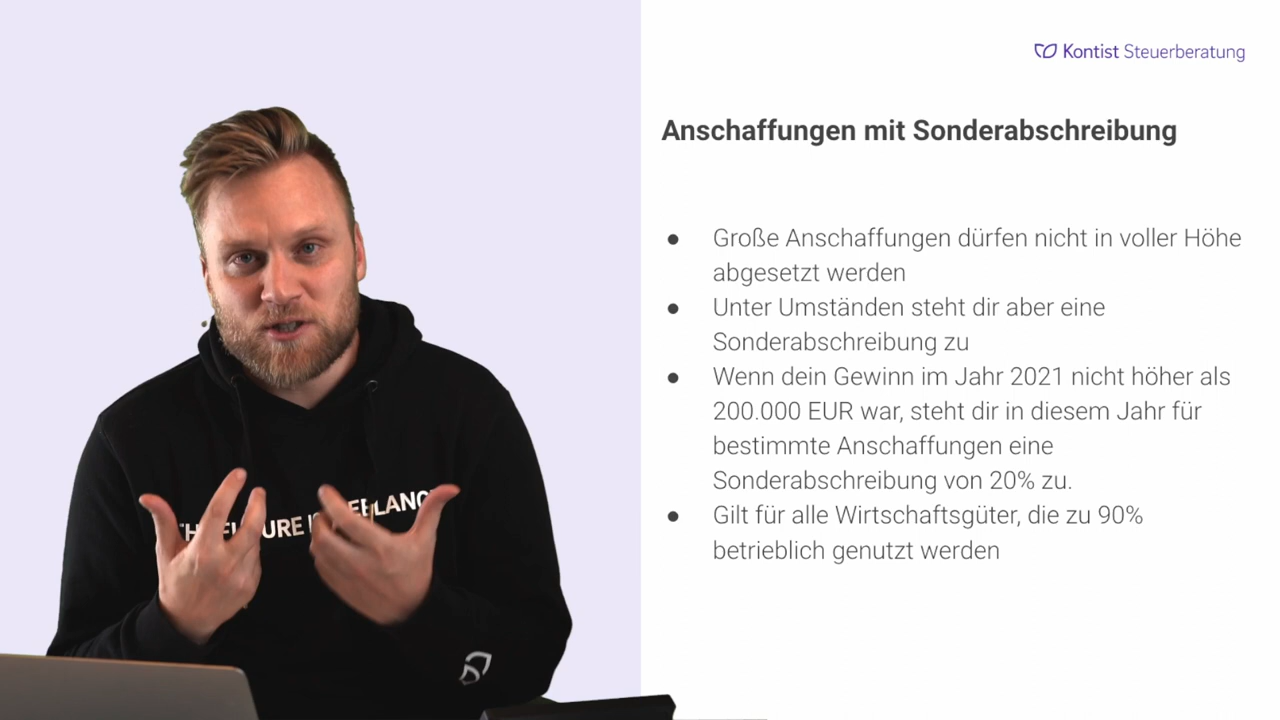 Kontist Steuerberatung
Anschaffungen mit Sonderabschreibung
● Große Anschaffungen dürfen nicht in voller Höhe
abgesetzt werden
● Unter Umständen steht dir aber eine
Sonderabschreibung zu
● Wenn dein Gewinn im Jahr 2021 nicht höher als
200.000 EUR war, steht dir in diesem Jahr für
bestimmte Anschaffungen eine
Sonderabschreibung von 20% zu.
● Gilt für alle Wirtschaftsgüter, die zu 90%
betrieblich genutzt werden